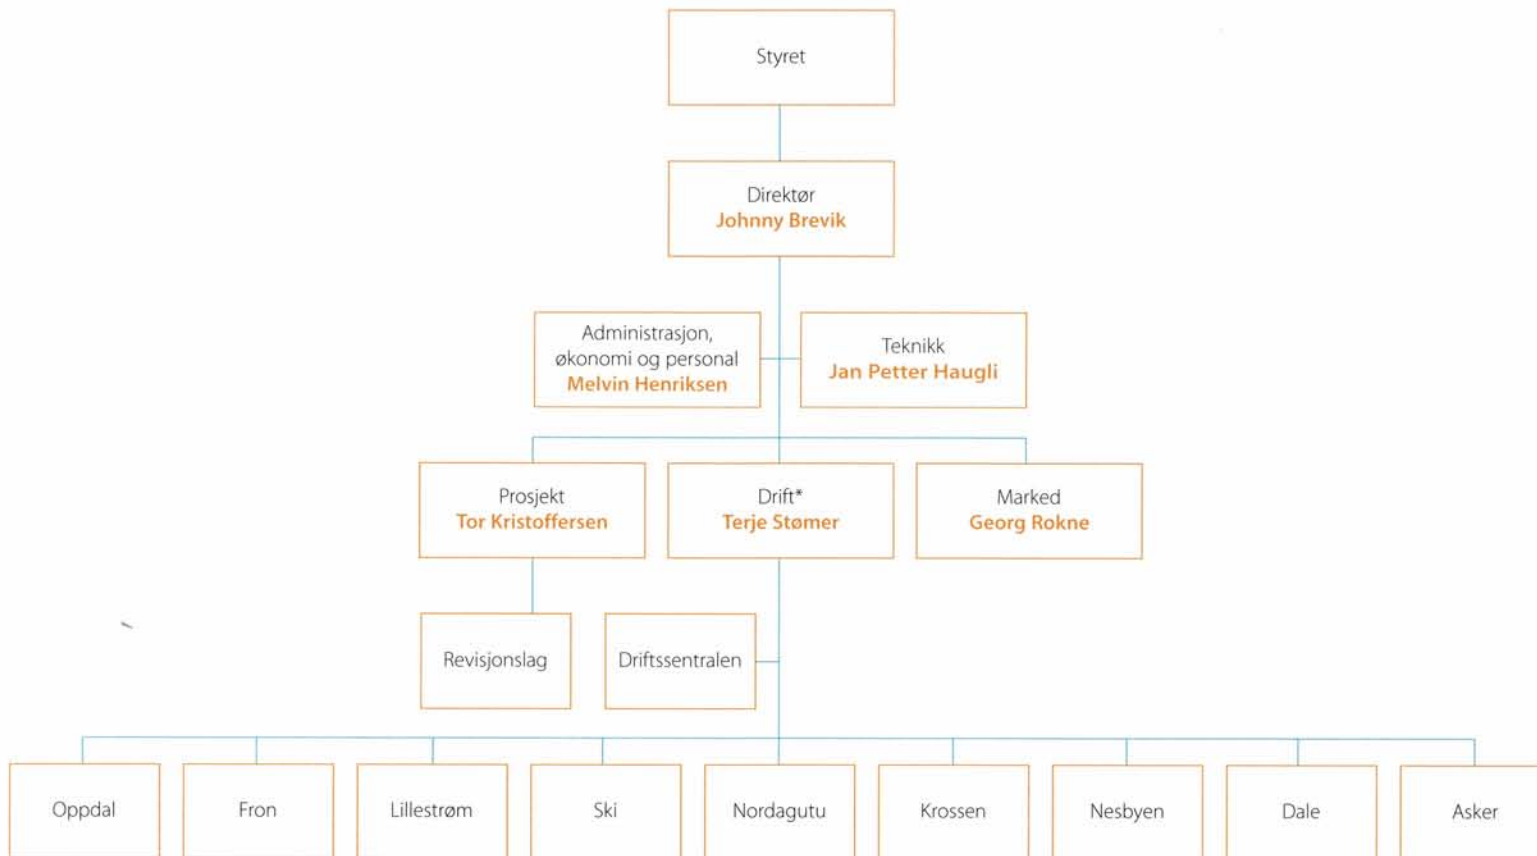 Styret
Direktør
Johnny Brevik
Administrasjon,
økonomi og personal
Melvin Henriksen
Teknikk
Jan Petter Haugli
Prosjekt
Tor Kristoffersen
Drift*
Terje Stømer
Marked
Georg Rokne
Revisjonslag
Driftssentralen
Oppdal
Fron
Lillestrøm
Ski
Nordagutu
Krossen
Nesbyen
Dale
Asker